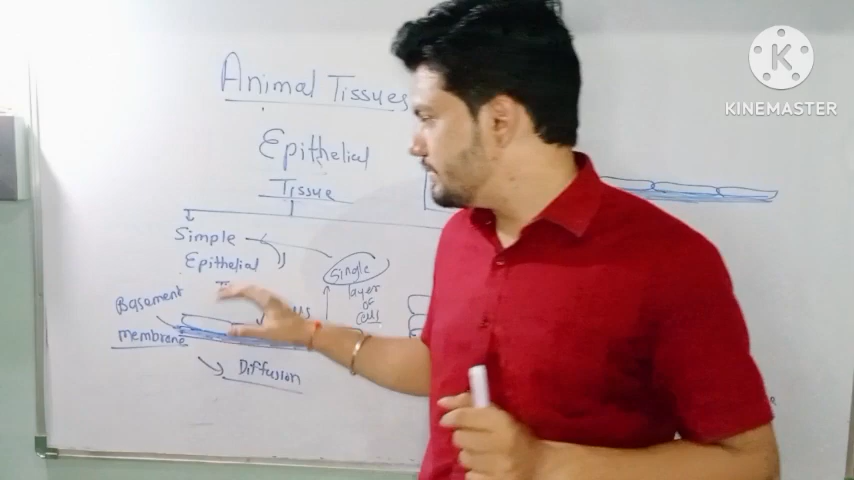 Animal Tissues
Epithelial
Tissue
Simple
Epithelial
Single
layer
of
cells
Basement
membrane
Diffusion
KINEMASTER